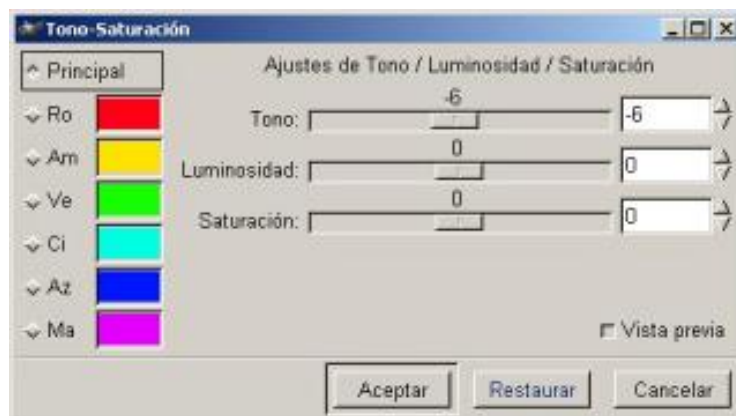 Tono-Saturación
Principal
Ajustes de Tono / Luminosidad / Saturación
Ro
-6
Tono:
-6
Am
0
Luminosidad:
0
Ve
0
Saturación:
0
Ci
Az
Ma
Vista previa
Aceptar
Restaurar
Cancelar